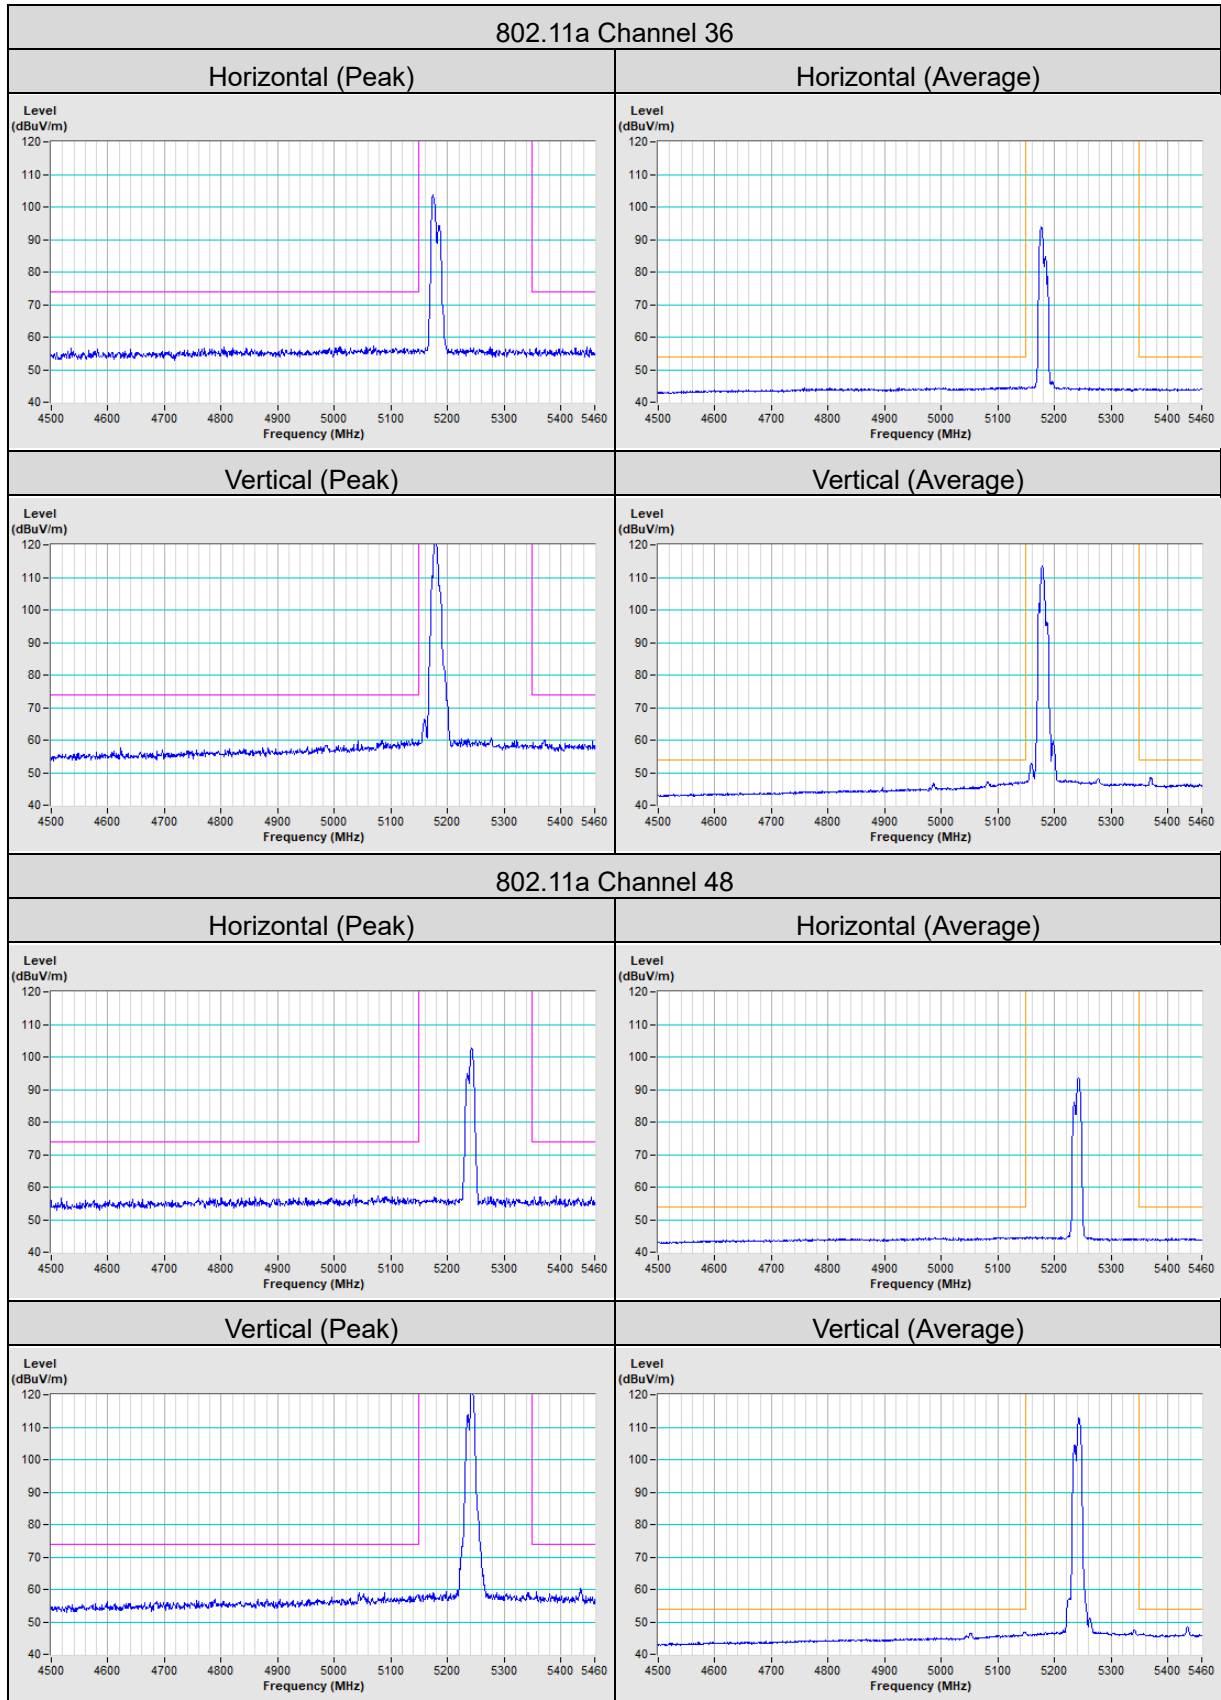 802.11a Channel 36
Horizontal (Peak) Horizontal (Average)
Level Level
(dBuV/m) (dBuV/m)
120 120
110 110
100 100
90 90
80 80
70 70
60 60
50 50
40 40
4500 4600 4700 4800 4900 5000 5100 5200 5300 5400 5460 4500 4600 4700 4800 4900 5000 5100 5200 5300 5400 5460
Frequency (MHz) Frequency (MHz)
Vertical (Peak) Vertical (Average)
Level Level
(dBuV/m) (dBuV/m)
120 120
110 110
100 100
90 90
80 80
70 70
60 60
50 50
40 40
4500 4600 4700 4800 4900 5000 5100 5200 5300 5400 5460 4500 4600 4700 4800 4900 5000 5100 5200 5300 5400 5460
Frequency (MHz) Frequency (MHz)
802.11a Channel 48
Horizontal (Peak) Horizontal (Average)
Level Level
(dBuV/m) (dBuV/m)
120 120
110 110
100 100
90 90
80 80
70 70
60 60
50 50
40 40
4500 4600 4700 4800 4900 5000 5100 5200 5300 5400 5460 4500 4600 4700 4800 4900 5000 5100 5200 5300 5400 5460
Frequency (MHz) Frequency (MHz)
Vertical (Peak) Vertical (Average)
Level Level
(dBuV/m) (dBuV/m)
120 120
110 110
100 100
90 90
80 80
70 70
60 60
50 50
40 40
4500 4600 4700 4800 4900 5000 5100 5200 5300 5400 5460 4500 4600 4700 4800 4900 5000 5100 5200 5300 5400 5460
Frequency (MHz) Frequency (MHz)